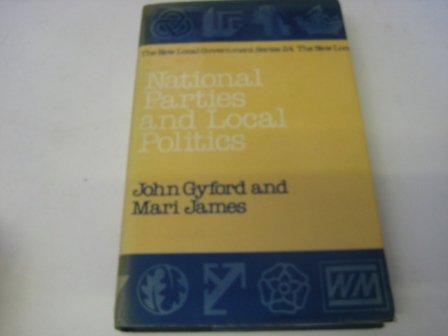 The New Local Government Series 24 The New Loc
National
Parties
and Local
Politics
John Gyford and
Mari James
WM